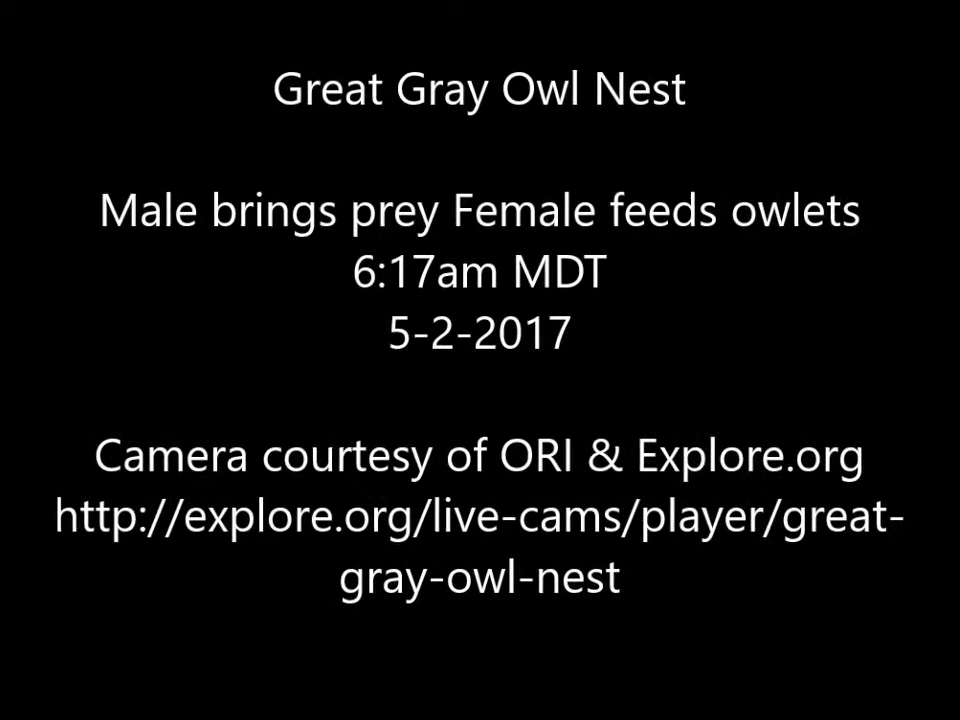 Great Gray Owl Nest
Male brings prey Female feeds owlets
6:17am MDT
5-2-2017
Camera courtesy of ORI & Explore.org
http://explore.org/live-cams/player/great-
gray-owl-nest